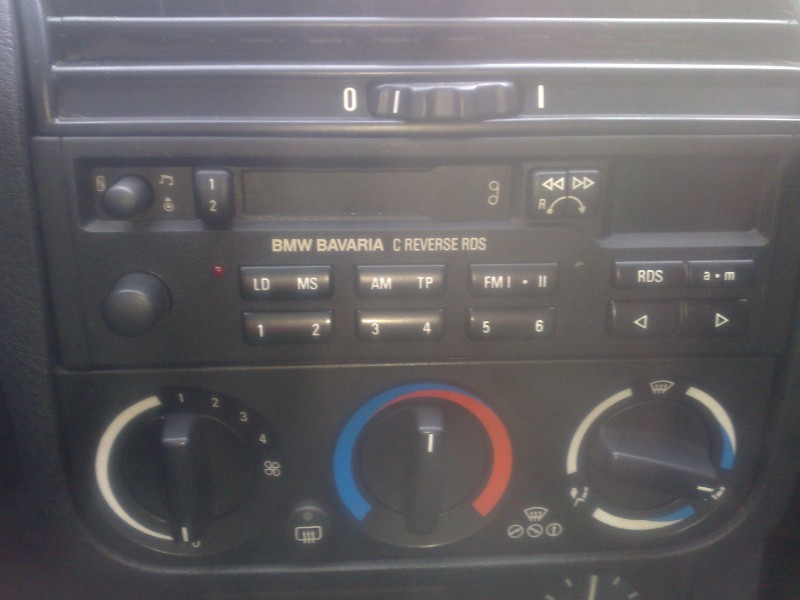 0 I
1
2
R
BMW BAVARIA C REVERSE RDS
LD MS AM TP FM I • II RDS a•m
1 2 3 4 5 6
1 2 3 4
0